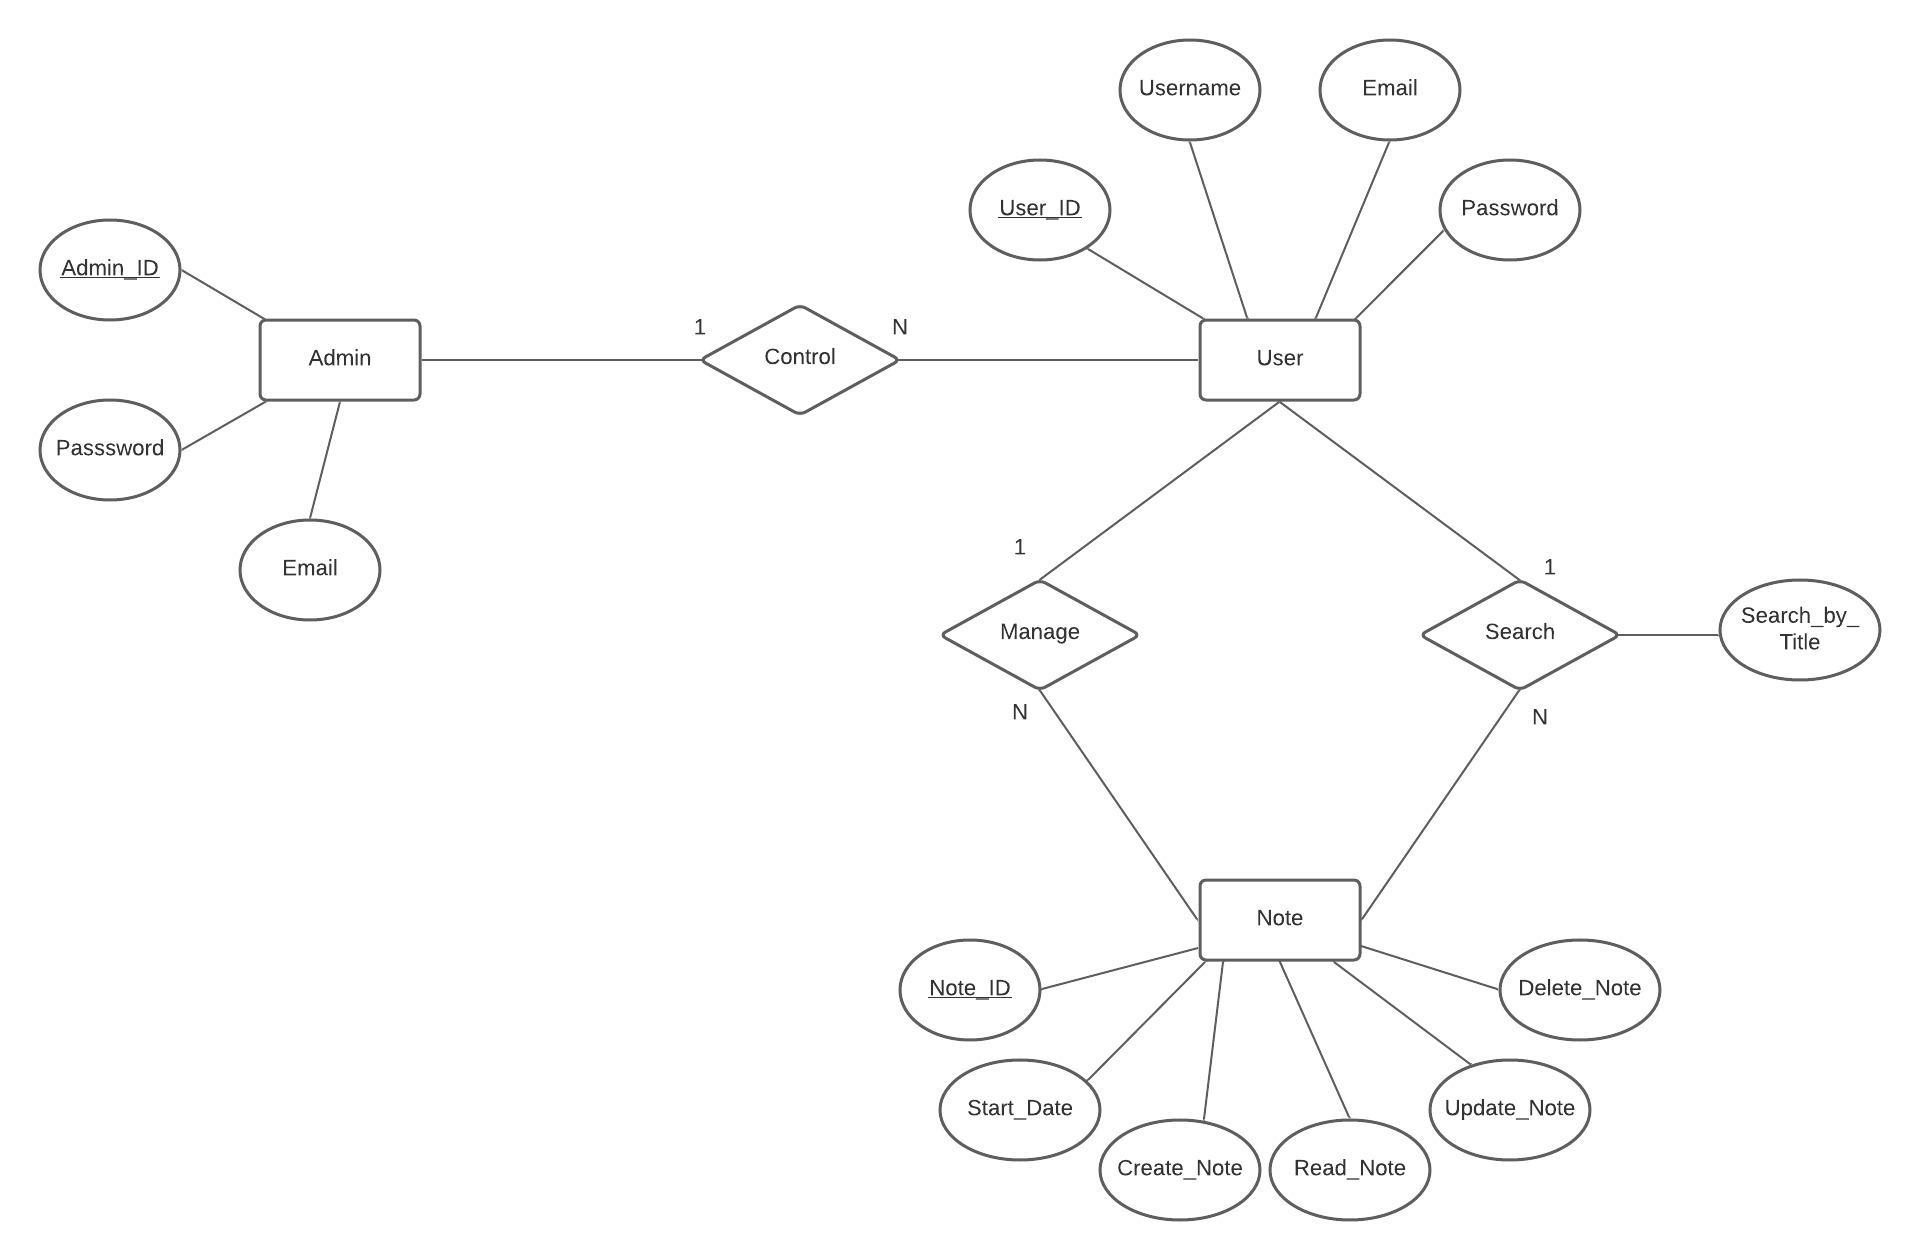 Username
Email
User_ID
Password
Admin_ID
Admin
1
Control
N
User
Passsword
Email
1
1
Manage
Search
Search_by_
Title
N
N
Note
Note_ID
Delete_Note
Start_Date
Update_Note
Create_Note
Read_Note